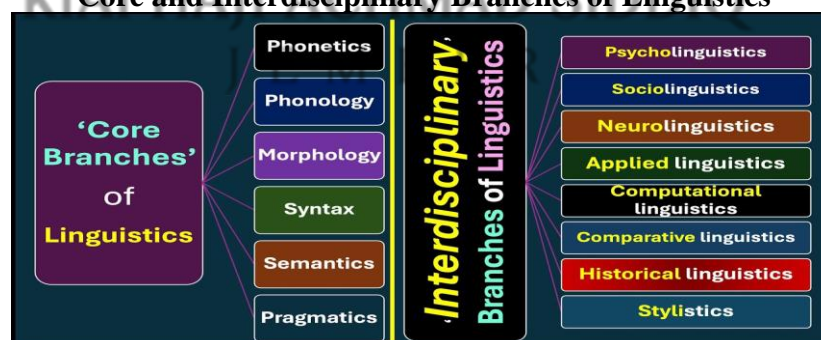 Core and Interdisciplinary Branches of Linguistics
‘Core
Branches’
of
Linguistics
Phonetics
Phonology
Morphology
Syntax
Semantics
Pragmatics
‘Interdisciplinary’
Branches of Linguistics
Psycholinguistics
Sociolinguistics
Neurolinguistics
Applied linguistics
Computational
linguistics
Comparative linguistics
Historical linguistics
Stylistics